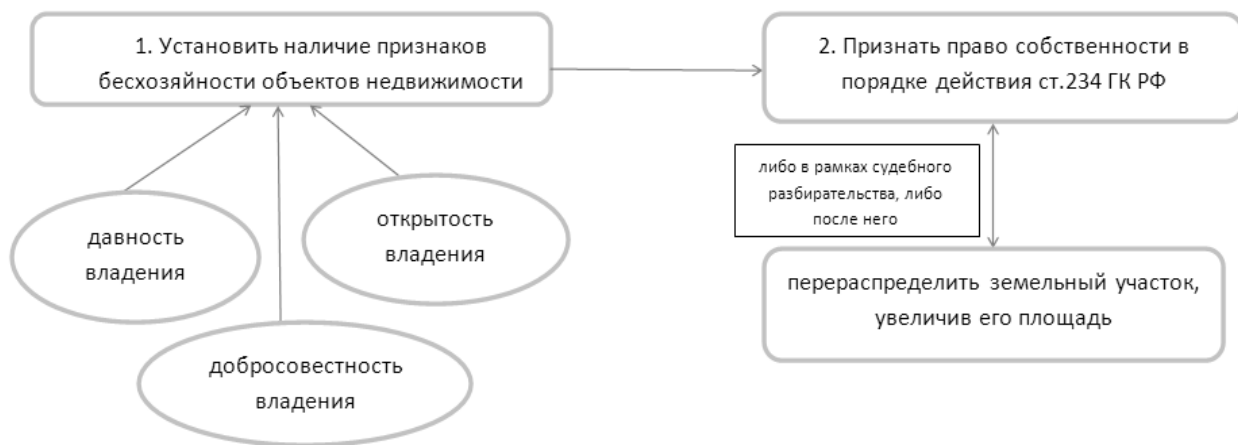 1. Установить наличие признаков
бесхозяйности объектов недвижимости
2. Признать право собственности в
порядке действия ст.234 ГК РФ
либо в рамках судебного
разбирательства, либо
после него
давность
владения
открытость
владения
добросовестность
владения
перераспределить земельный участок,
увеличив его площадь